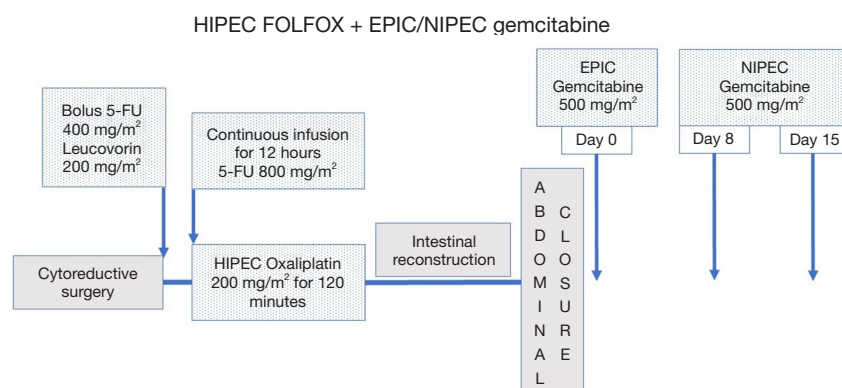 HIPEC FOLFOX + EPIC/NIPEC gemcitabine
Bolus 5-FU
400 mg/m²
Leucovorin
200 mg/m²
Continuous infusion
for 12 hours
5-FU 800 mg/m²
EPIC
Gemcitabine
500 mg/m²
Day 0
NIPEC
Gemcitabine
500 mg/m²
Day 8
Day 15
Cytoreductive
surgery
HIPEC Oxaliplatin
200 mg/m² for 120
minutes
Intestinal
reconstruction
ABDOMINAL
CLOSURE